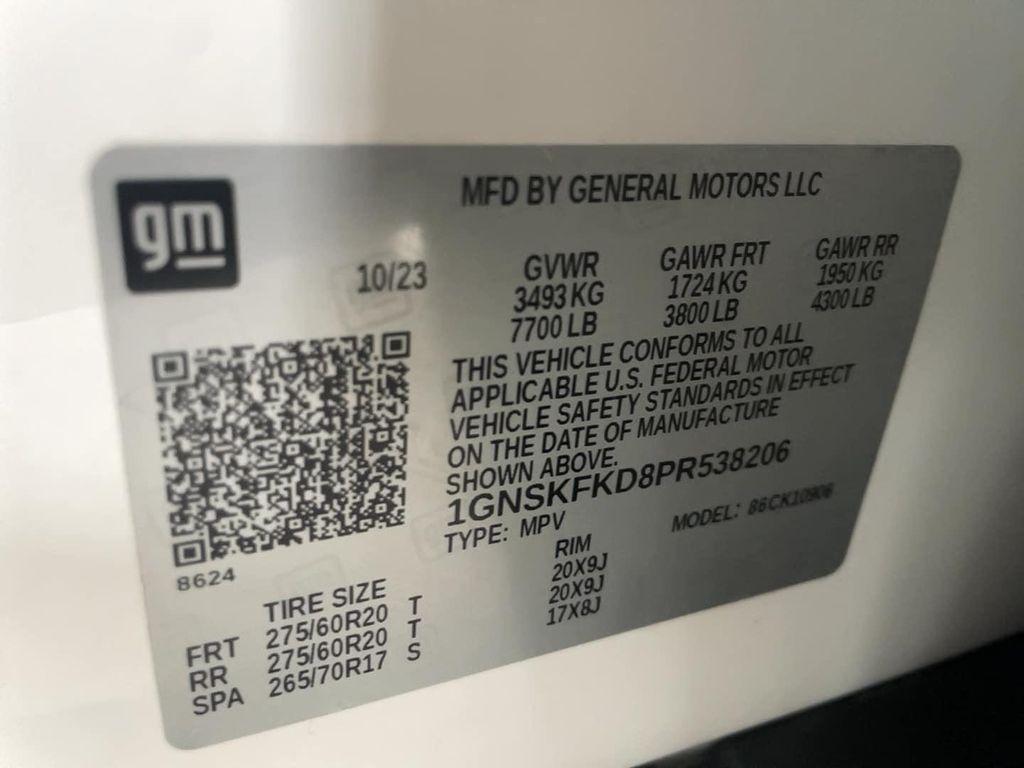 gm
MFD BY GENERAL MOTORS LLC
10/23
GVWR GAWR FRT GAWR RR
3493 KG 1724 KG 1950 KG
7700 LB 3800 LB 4300 LB
THIS VEHICLE CONFORMS TO ALL
APPLICABLE U.S. FEDERAL MOTOR
VEHICLE SAFETY STANDARDS IN EFFECT
ON THE DATE OF MANUFACTURE
SHOWN ABOVE.
1GNSKFKD8PR538206
TYPE: MPV MODEL: 86CK10906
8624
TIRE SIZE RIM
FRT 275/60R20 T 20X9J
RR 275/60R20 T 20X9J
SPA 265/70R17 S 17X8J